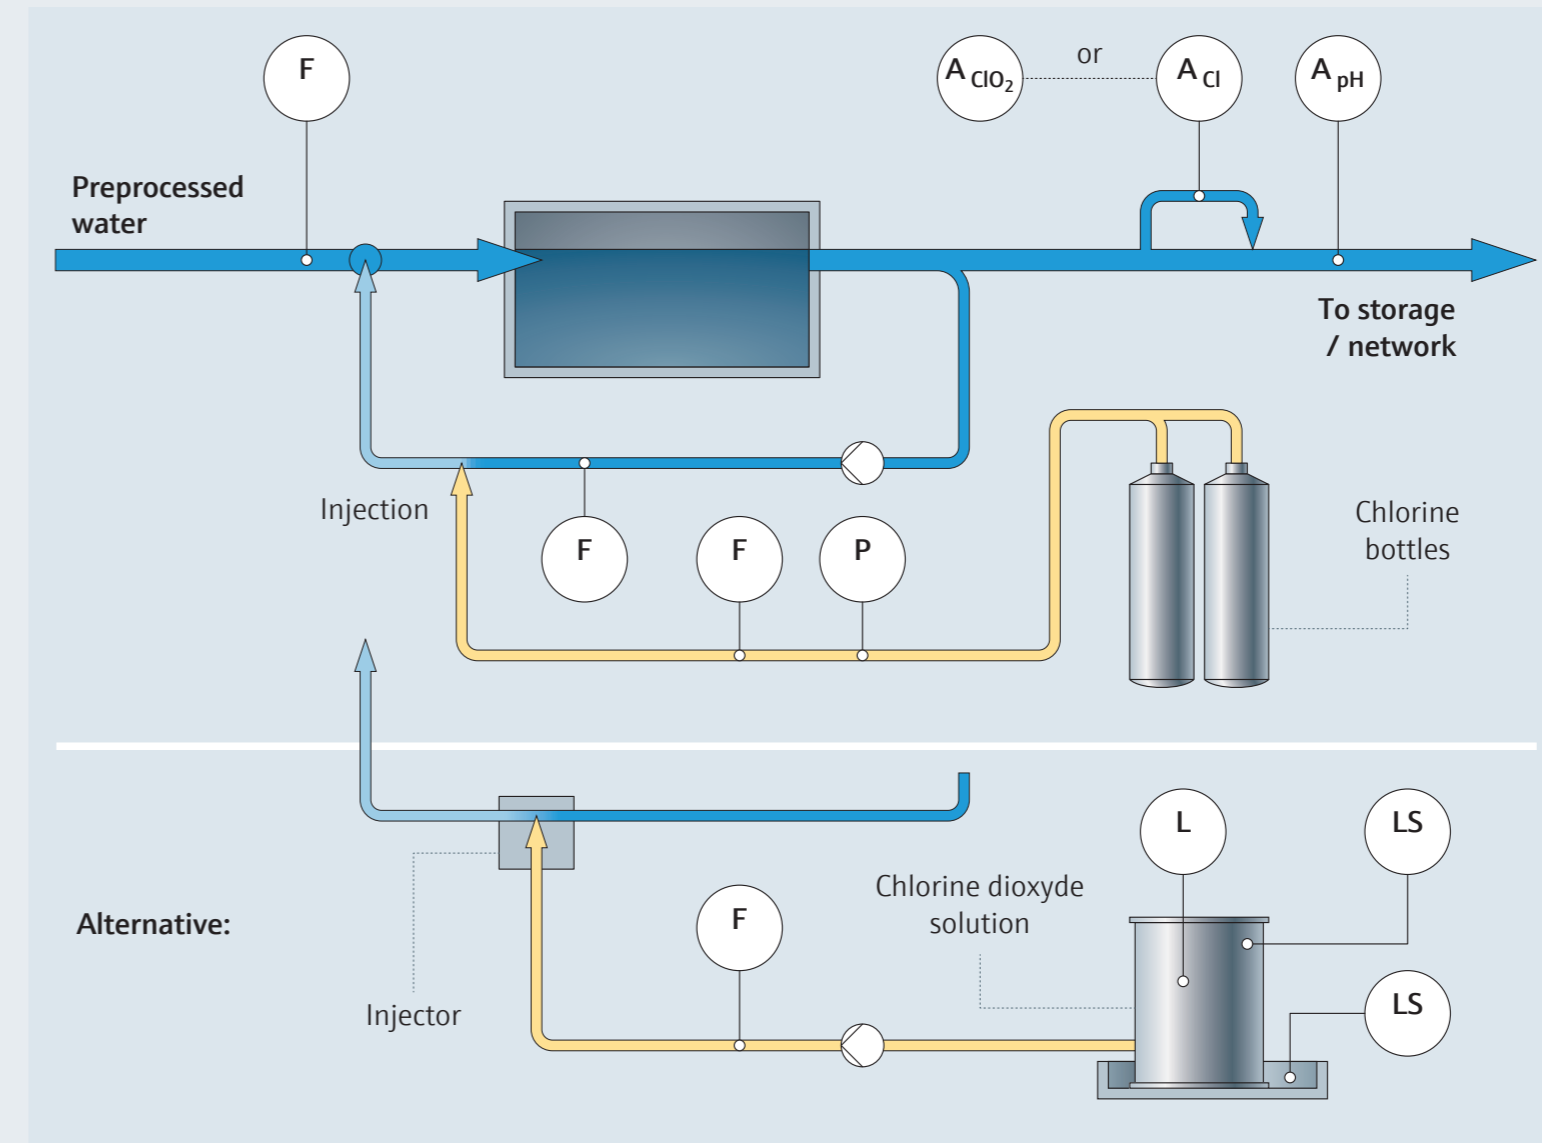 F
A ClO₂
or
A Cl
A pH
Preprocessed
water
To storage
/ network
Injection
F
F
P
Chlorine
bottles
L
LS
Chlorine dioxyde
solution
F
Alternative:
LS
Injector